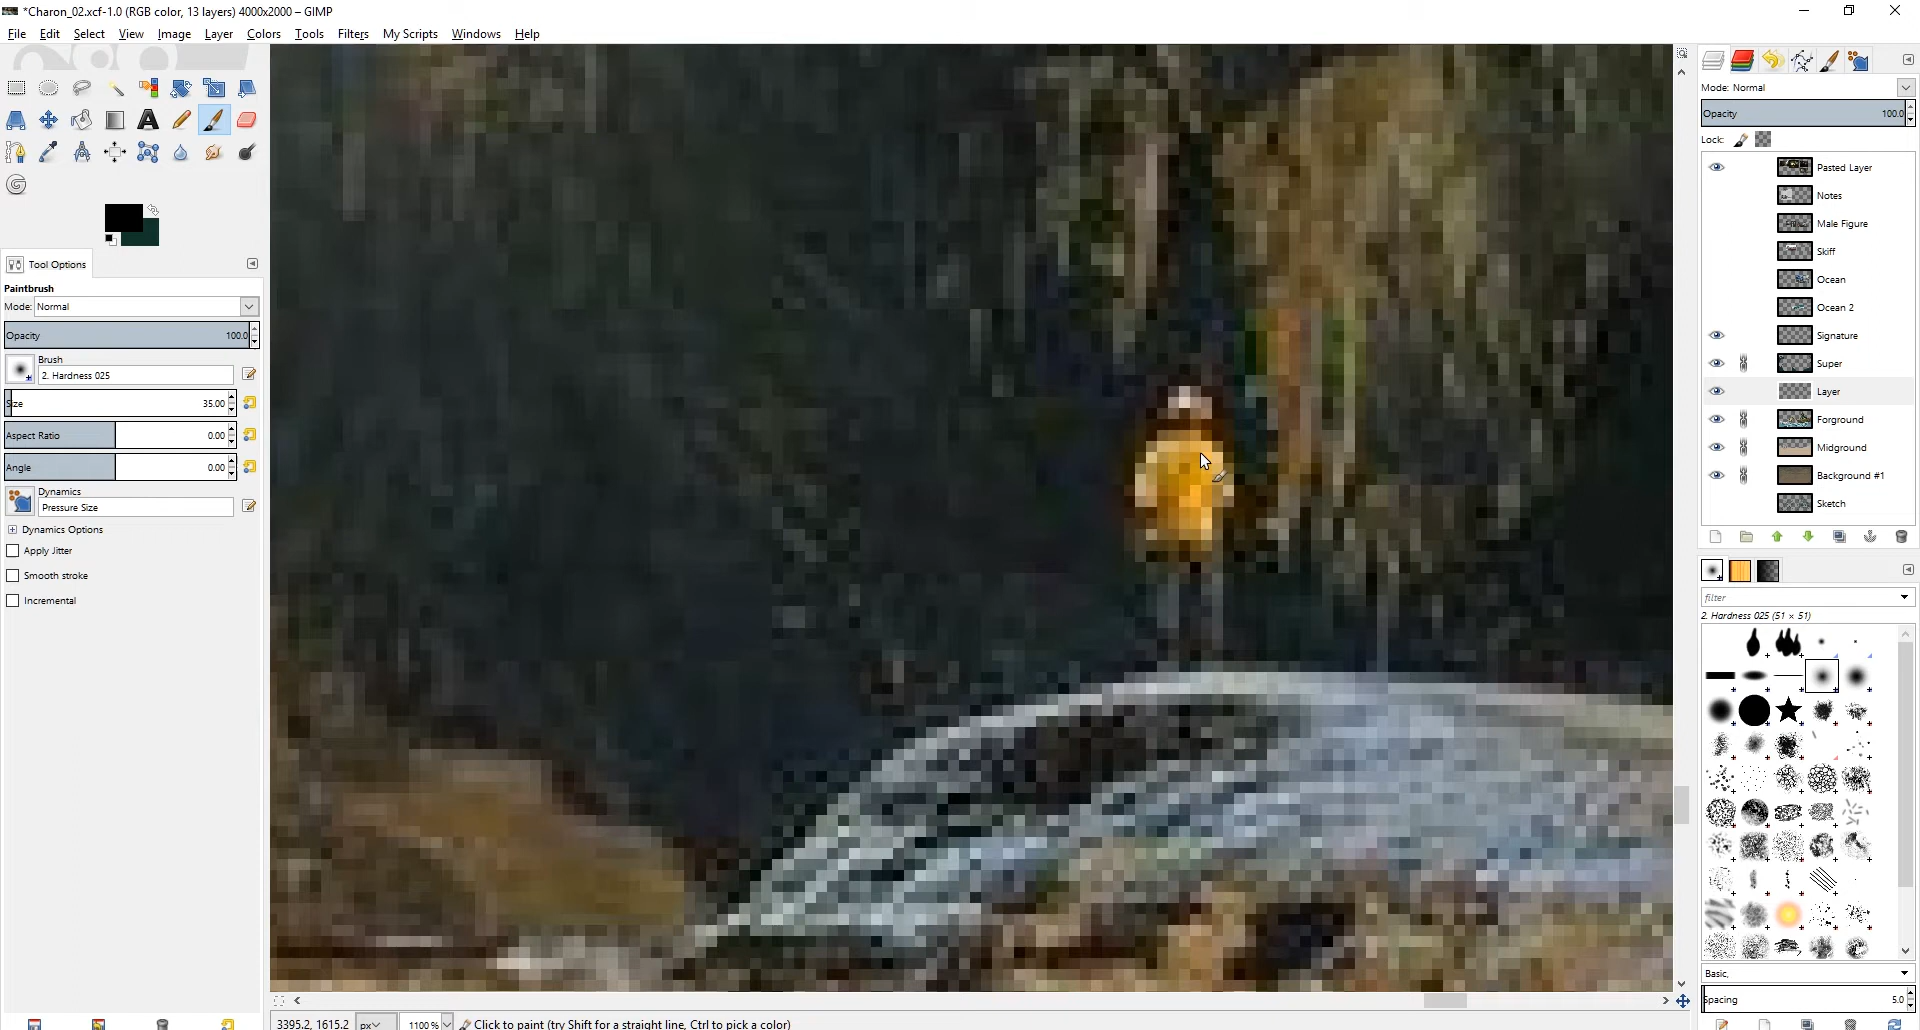 *Charon_02.xcf-1.0 (RGB color, 13 layers) 4000x2000 – GIMP
File Edit Select View Image Layer Colors Tools Filters My Scripts Windows Help
Mode: Normal
Opacity 100.0
Lock:
Pasted Layer
Notes
Male Figure
Skiff
Ocean
Ocean 2
Signature
Super
Layer
Forground
Midground
Background #1
Sketch
Tool Options
Paintbrush
Mode: Normal
Opacity 100.0
Brush
2. Hardness 025
Size 35.00
Aspect Ratio 0.00
Angle 0.00
Dynamics
Pressure Size
Dynamics Options
Apply Jitter
Smooth stroke
Incremental
filter
2. Hardness 025 (51 × 51)
Basic,
Spacing 5.0
3395.2, 1615.2 px 1100 % Click to paint (try Shift for a straight line, Ctrl to pick a color)